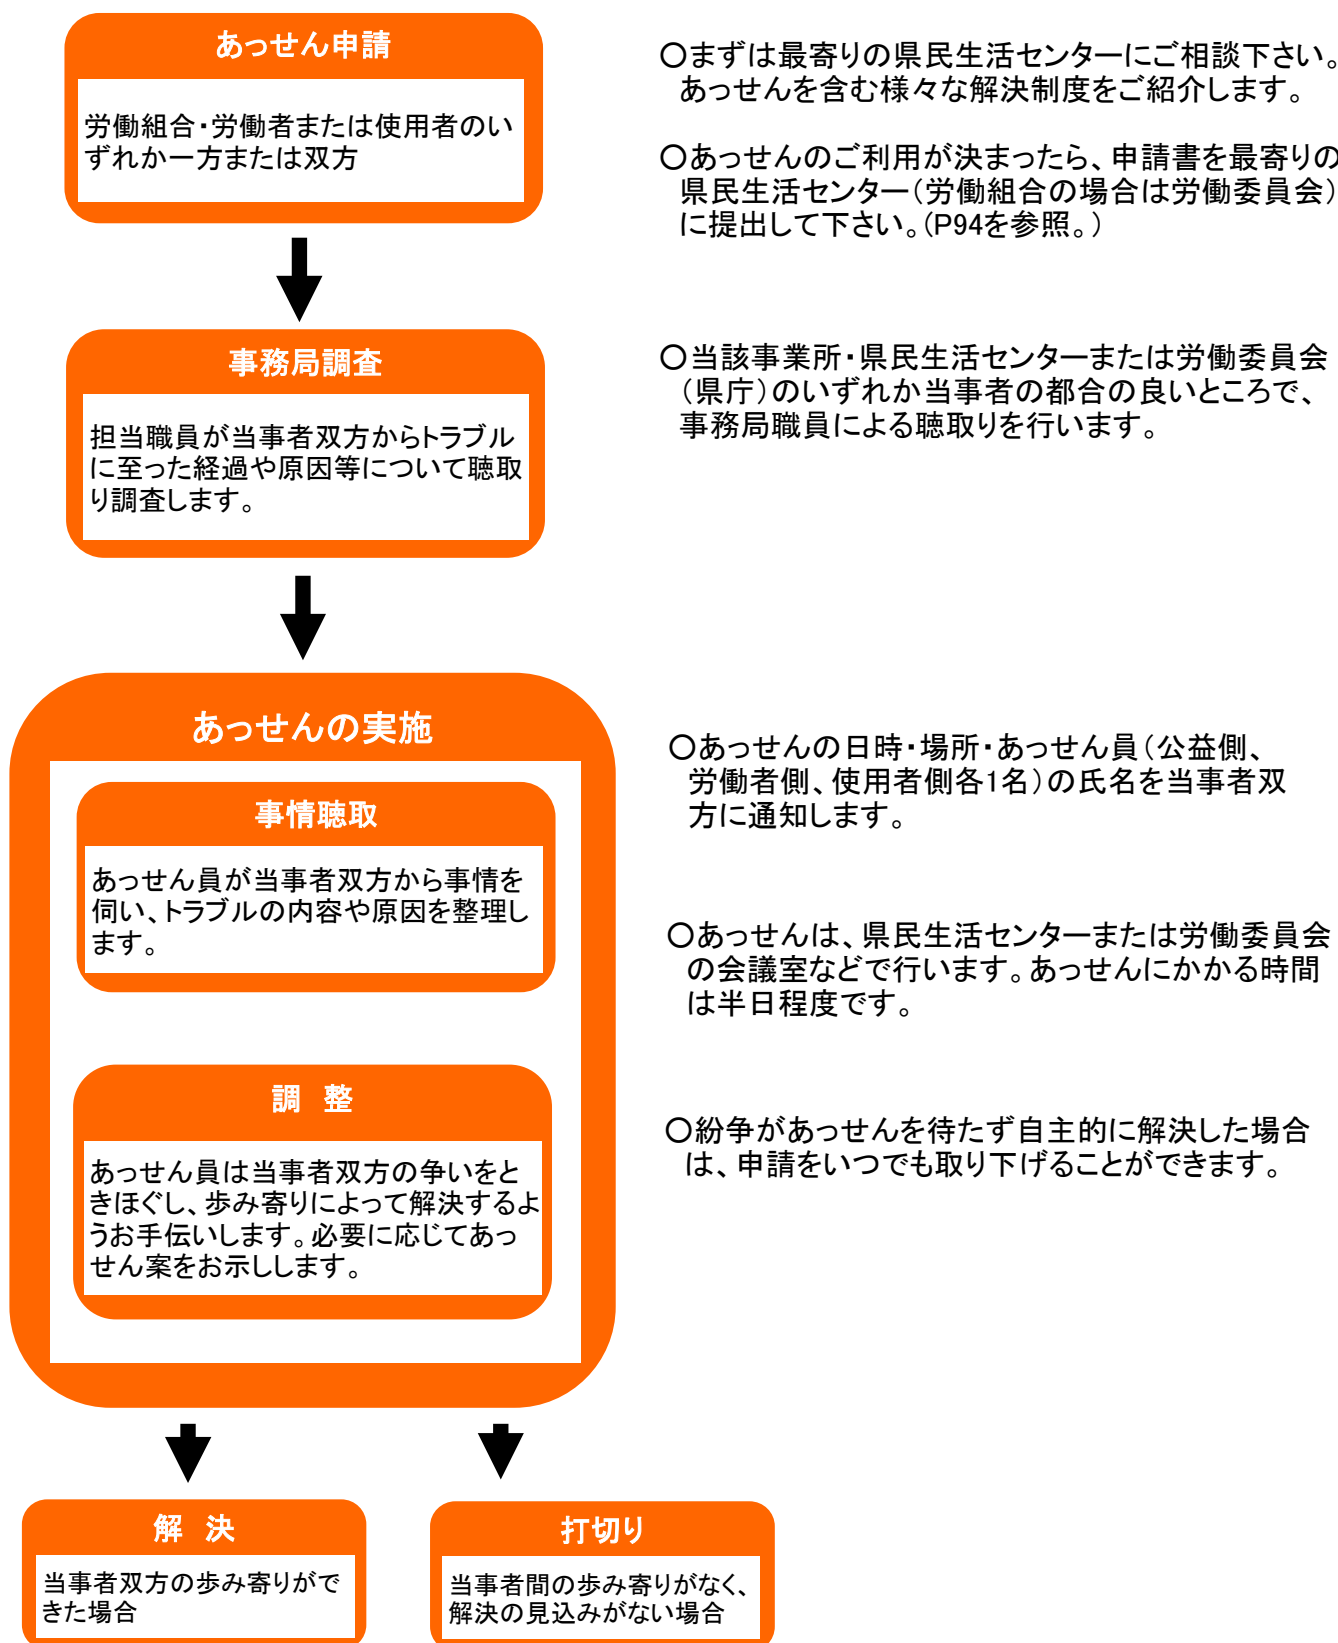 あっせん申請
労働組合・労働者または使用者のい
ずれか一方または双方
〇まずは最寄りの県民生活センターにご相談下さい。
あっせんを含む様々な解決制度をご紹介します。
〇あっせんのご利用が決まったら、申請書を最寄りの
県民生活センター（労働組合の場合は労働委員会）
に提出して下さい。（P94を参照。）
事務局調査
担当職員が当事者双方からトラブル
に至った経過や原因等について聴取
り調査します。
〇当該事業所・県民生活センターまたは労働委員会
（県庁）のいずれか当事者の都合の良いところで、
事務局職員による聴取りを行います。
あっせんの実施
事情聴取
あっせん員が当事者双方から事情を
伺い、トラブルの内容や原因を整理し
ます。
調　整
あっせん員は当事者双方の争いをと
きほぐし、歩み寄りによって解決するよ
うお手伝いします。必要に応じてあっ
せん案をお示しします。
〇あっせんの日時・場所・あっせん員（公益側、
労働者側、使用者側各1名）の氏名を当事者双
方に通知します。
〇あっせんは、県民生活センターまたは労働委員会
の会議室などで行います。あっせんにかかる時間
は半日程度です。
〇紛争があっせんを待たず自主的に解決した場合
は、申請をいつでも取り下げることができます。
解　決
当事者双方の歩み寄りがで
きた場合
打切り
当事者間の歩み寄りがなく、
解決の見込みがない場合